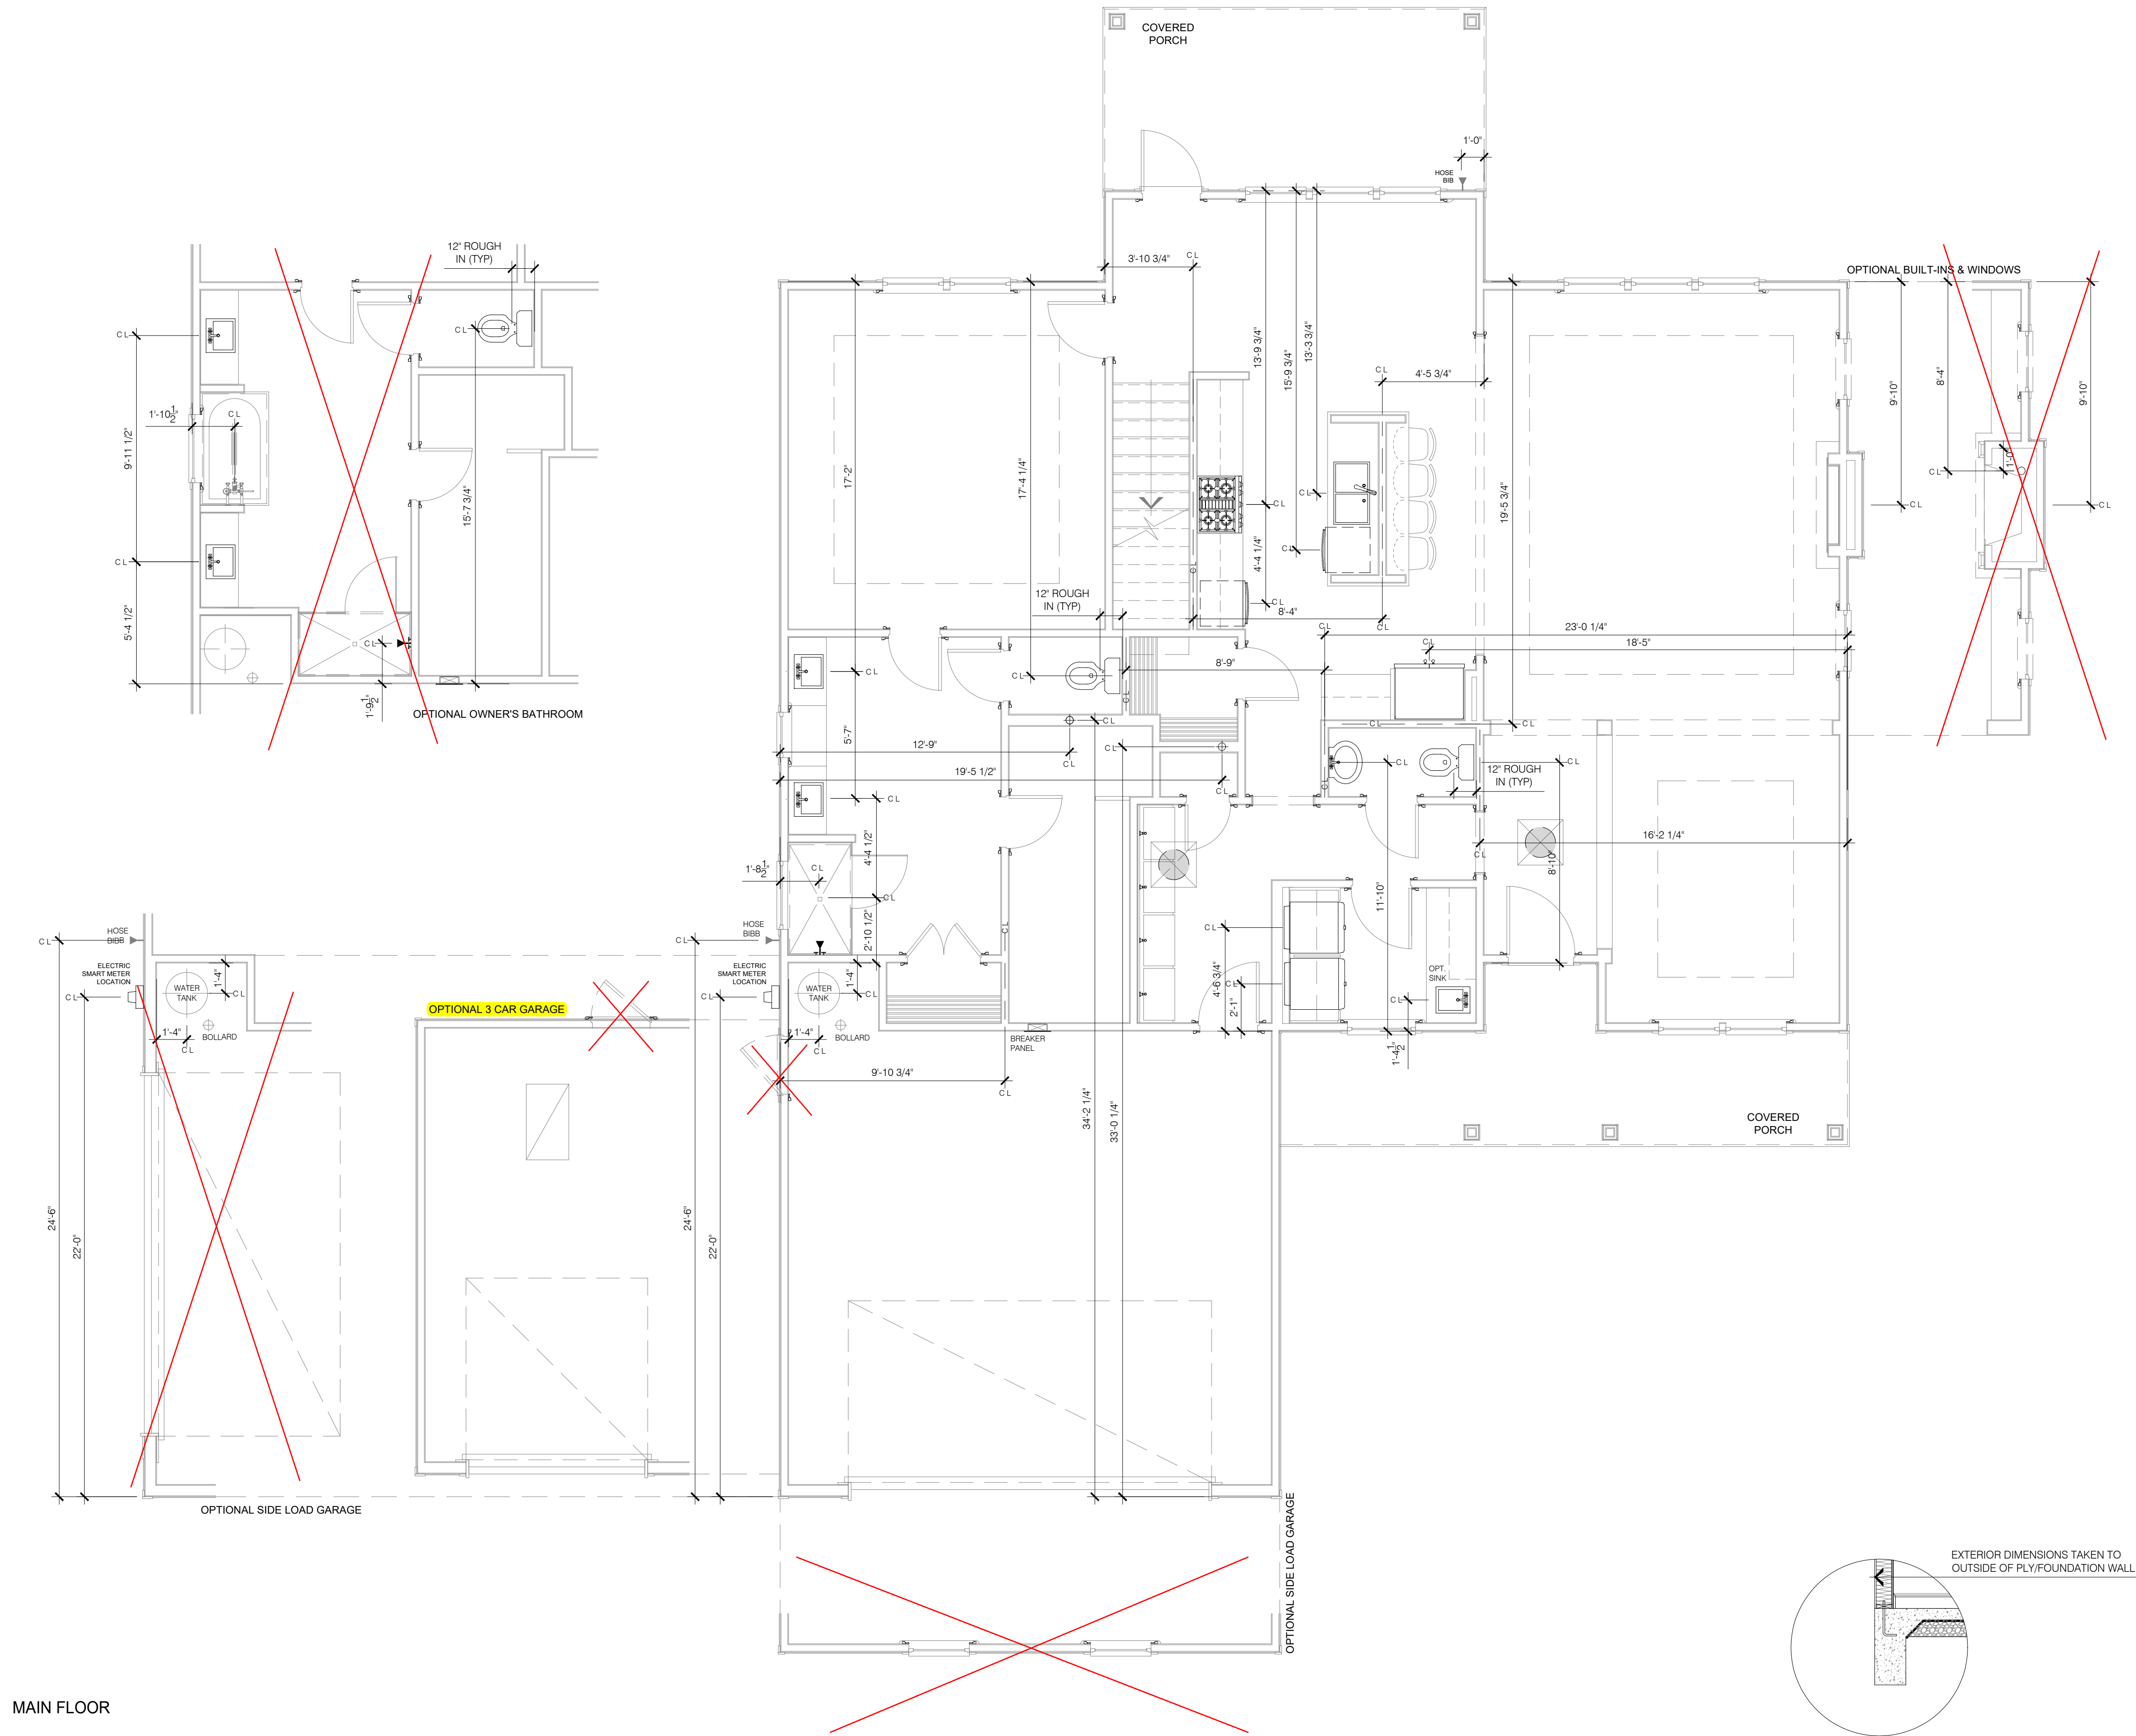 COVERED
PORCH
1'-0"
HOSE
BIB
12" ROUGH
IN (TYP)
C L
3'-10 3/4"
C L
OPTIONAL BUILT-INS & WINDOWS
C L
9'-11 1/2"
1'-10 1/2"
C L
15'-7 3/4"
C L
5'-4 1/2"
C L
1'-9 1/2"
OPTIONAL OWNER'S BATHROOM
17'-2"
17'-4 1/4"
13'-9 3/4"
15'-9 3/4"
13'-3 3/4"
C L
4'-5 3/4"
19'-5 3/4"
9'-10"
8'-4"
9'-10"
1'-0"
C L
C L
C L
C L
C L
C L
4'-4 1/4"
C L
C L
12" ROUGH
IN (TYP)
8'-4"
C L
C L
23'-0 1/4"
C L
18'-5"
8'-9"
C L
C L
C L
5'-7"
C L
C L
C L
C L
12'-9"
C L
19'-5 1/2"
C L
C L
C L
C L
12" ROUGH
IN (TYP)
C L
C L
4'-4 1/2"
16'-2 1/4"
C L
8'-10"
1'-8 1/2"
C L
C L
2'-10 1/2"
11'-10"
C L
C L
HOSE
BIBB
C L
HOSE
BIBB
C L
4'-6 3/4"
C L
2'-1"
OPT.
SINK
C L
1'-4 1/2"
ELECTRIC
SMART METER
LOCATION
C L
WATER
TANK
1'-4"
C L
1'-4"
C L
BOLLARD
OPTIONAL 3 CAR GARAGE
ELECTRIC
SMART METER
LOCATION
C L
WATER
TANK
1'-4"
C L
1'-4"
C L
BOLLARD
BREAKER
PANEL
9'-10 3/4"
C L
34'-2 1/4"
33'-0 1/4"
COVERED
PORCH
24'-6"
22'-0"
24'-6"
22'-0"
OPTIONAL SIDE LOAD GARAGE
OPTIONAL SIDE LOAD GARAGE
EXTERIOR DIMENSIONS TAKEN TO
OUTSIDE OF PLY/FOUNDATION WALL
MAIN FLOOR